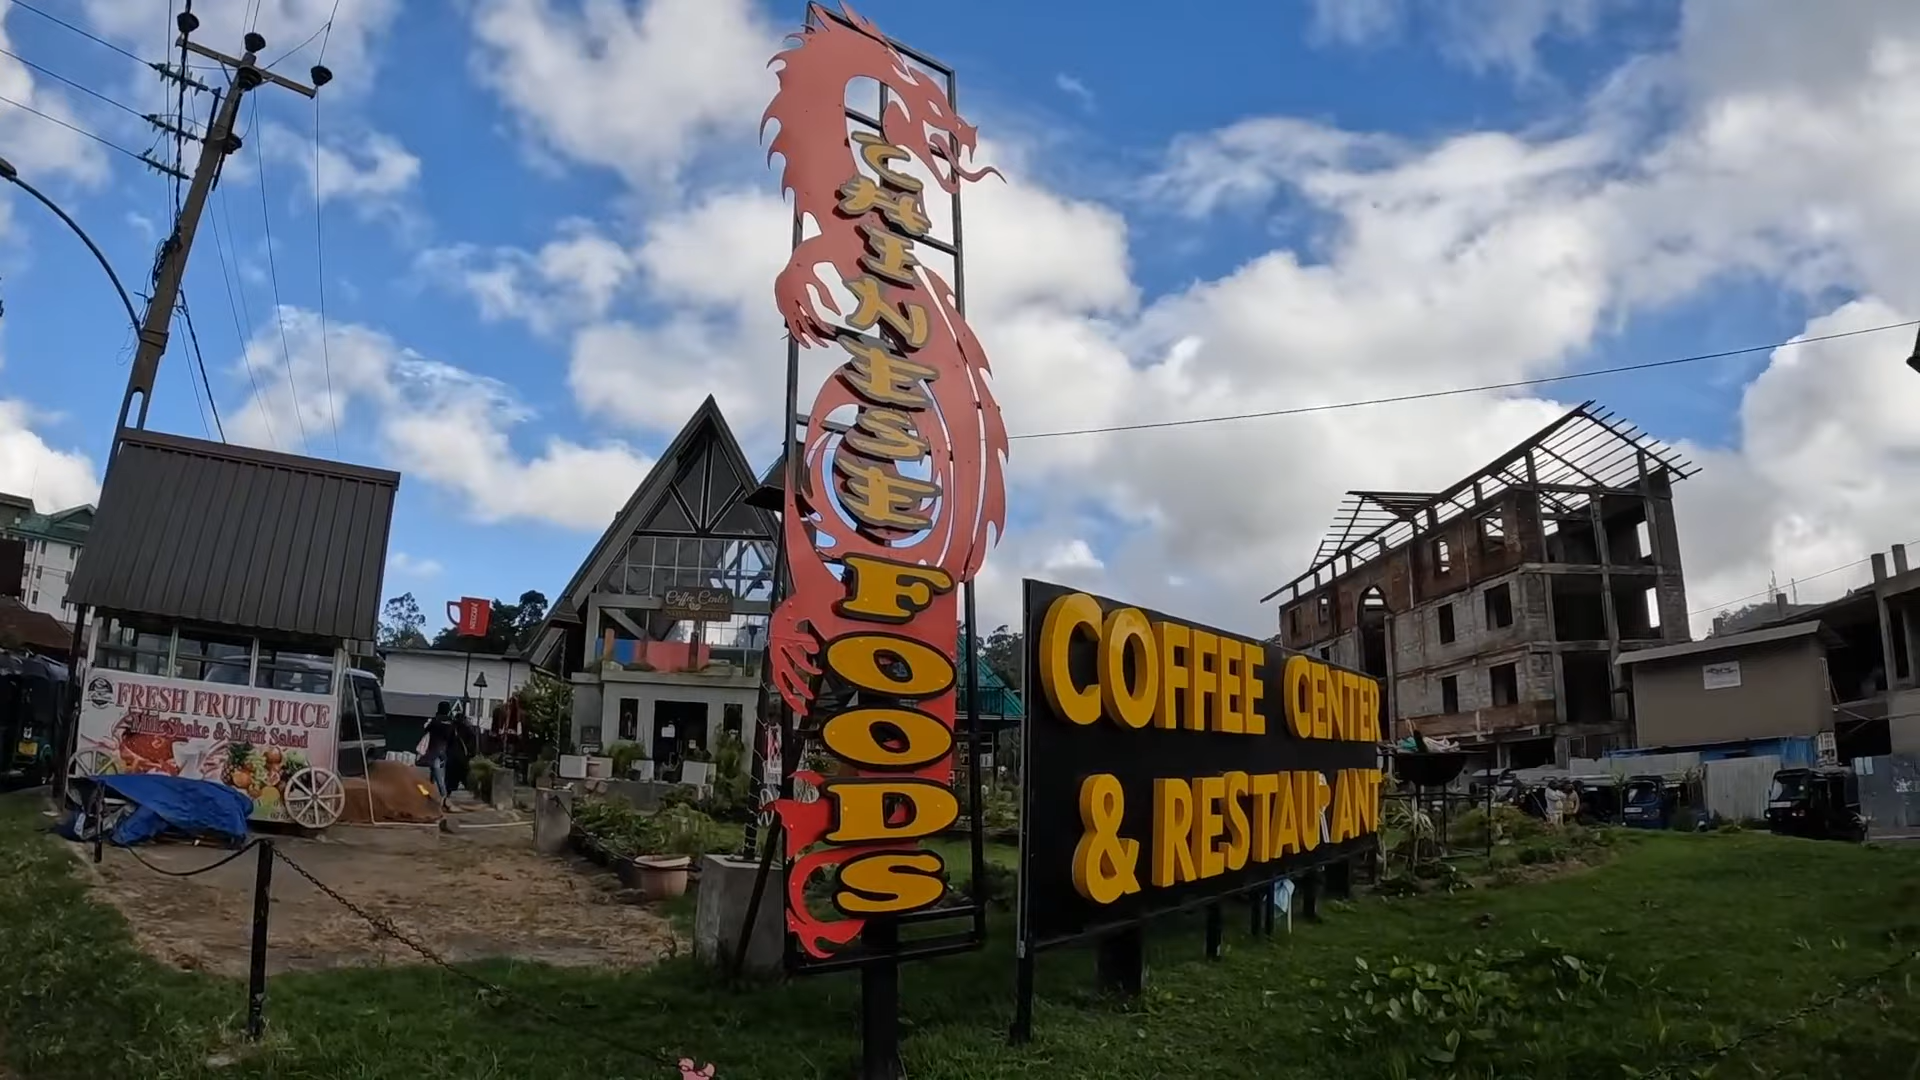 CHINESE
FOODS
COFFEE CENTER
& RESTAURANT
Coffee Center
FRESH FRUIT JUICE
Milk Shake & Fruit Salad